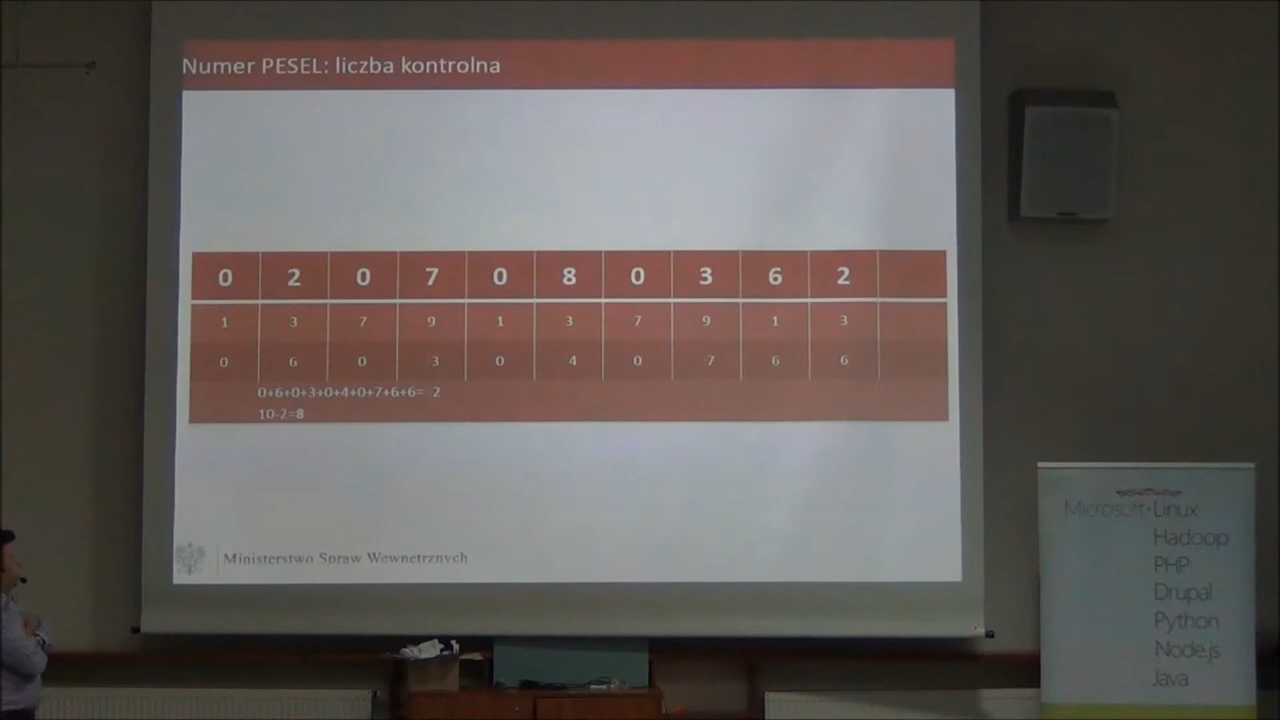 Numer PESEL: liczba kontrolna
0 2 0 7 0 8 0 3 6 2
1 3 7 9 1 3 7 9 1 3
0 6 0 3 0 4 0 7 6 6
0+6+0+3+0+4+0+7+6+6= 2
10-2=8
Ministerstwo Spraw Wewnetrznych
Microsoft+Linux
Hadoop
PHP
Drupal
Python
Node.js
Java